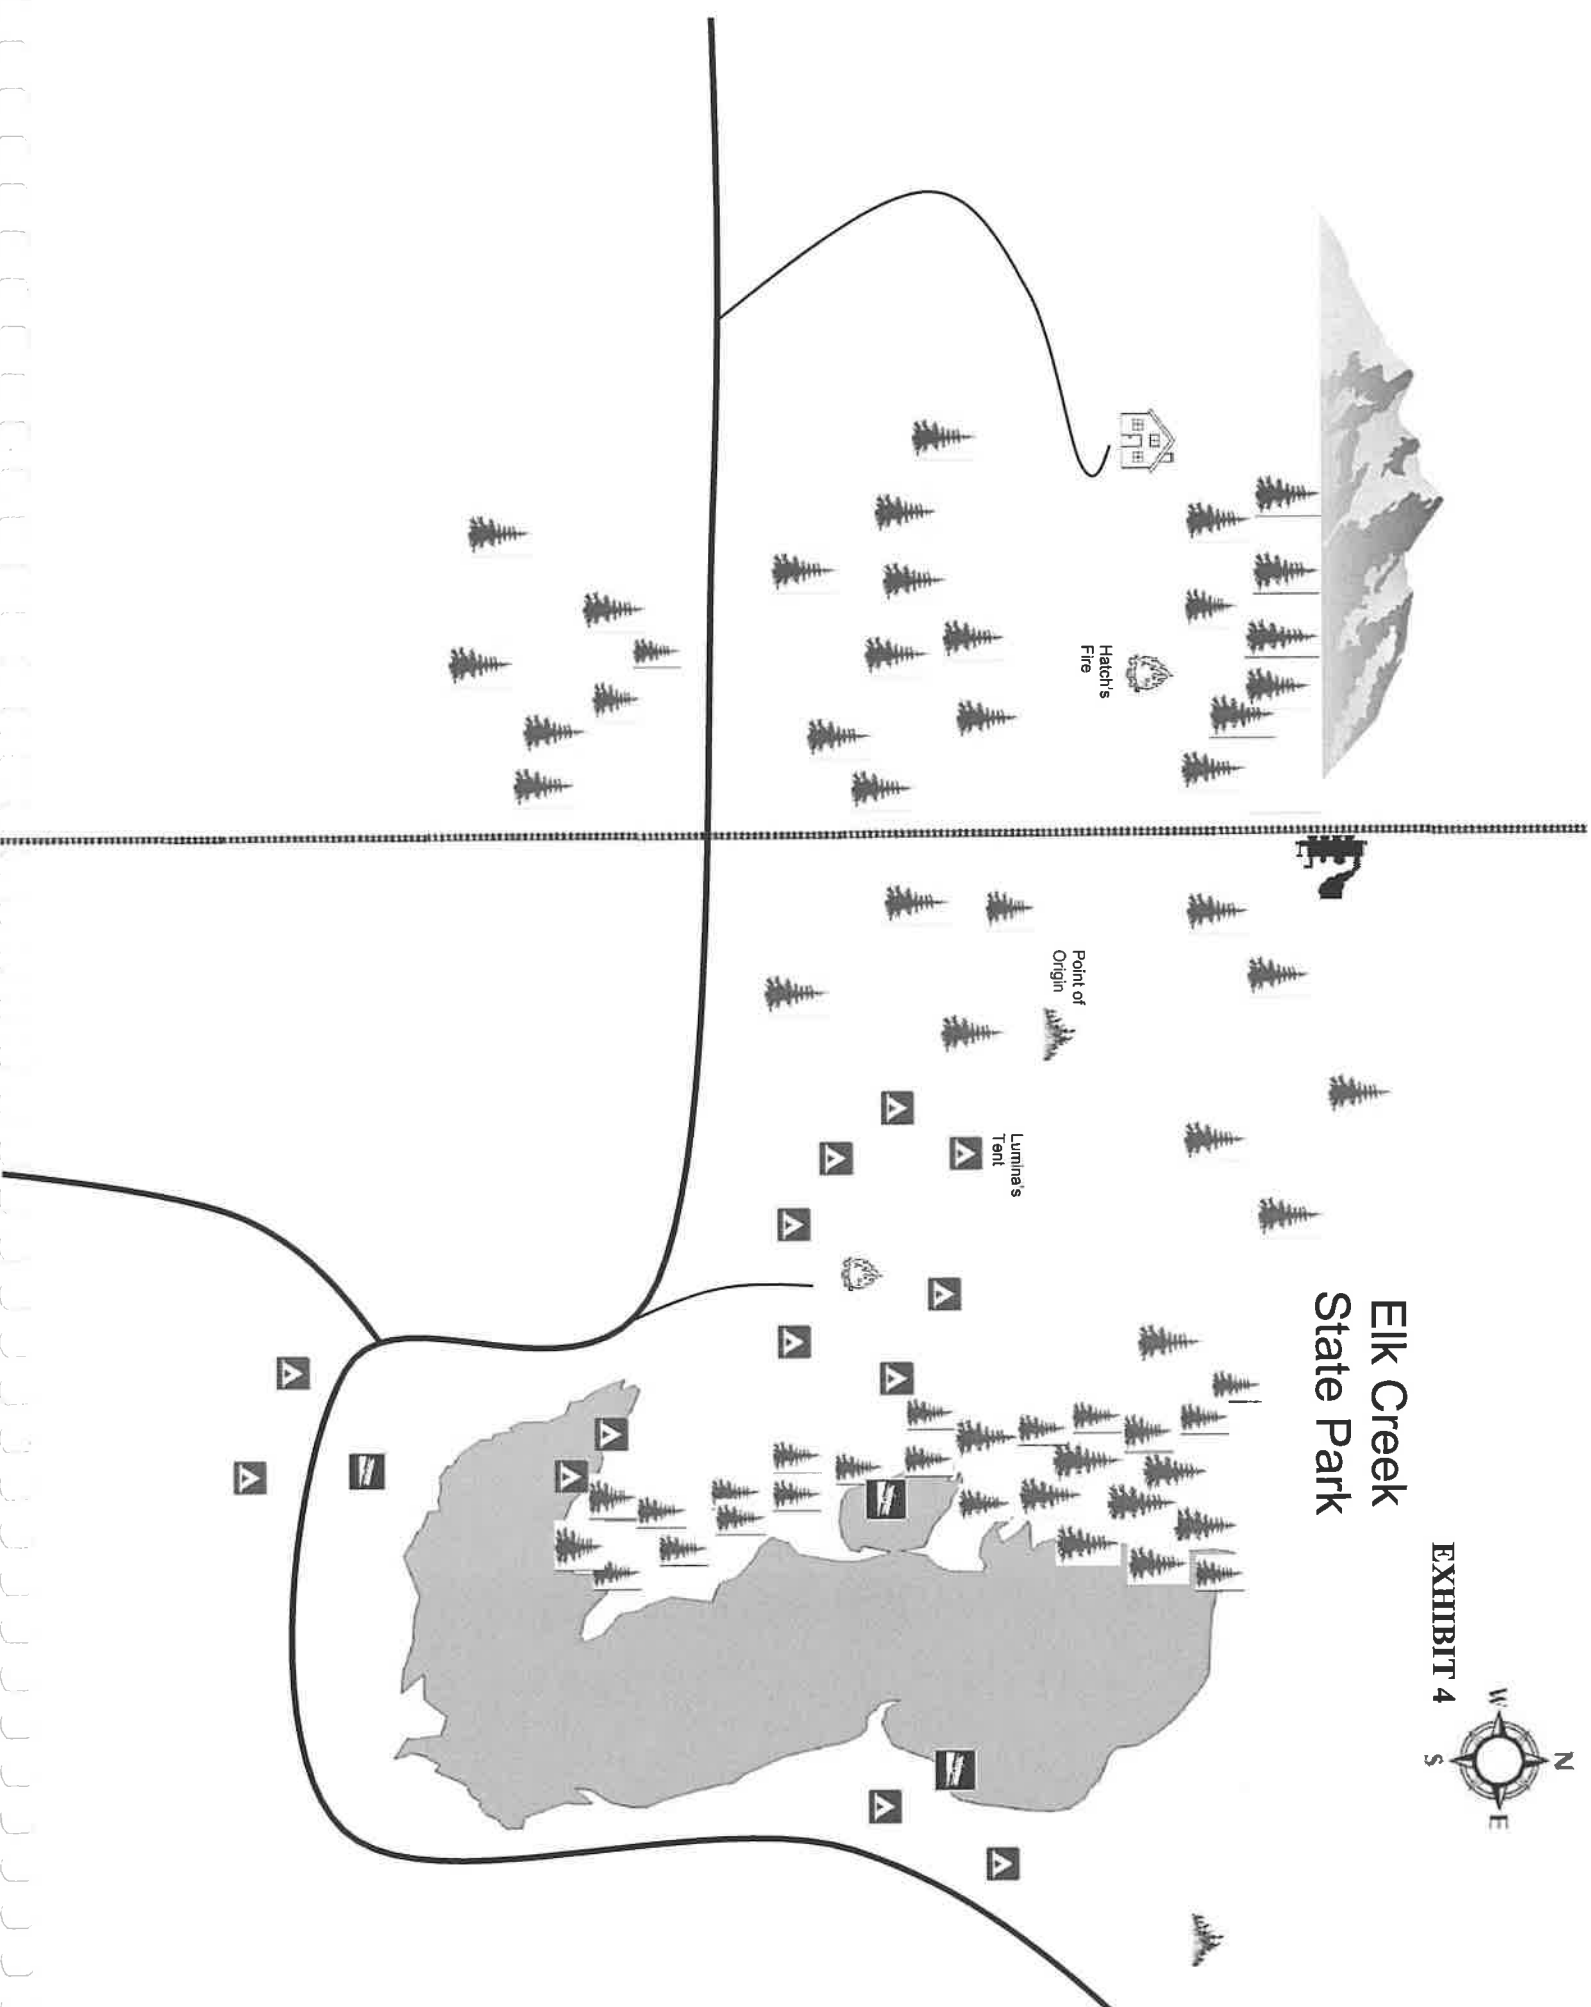 EXHIBIT 4
Elk Creek
State Park
N
W
E
S
Hatch's
Fire
Point of
Origin
Lumina's
Tent